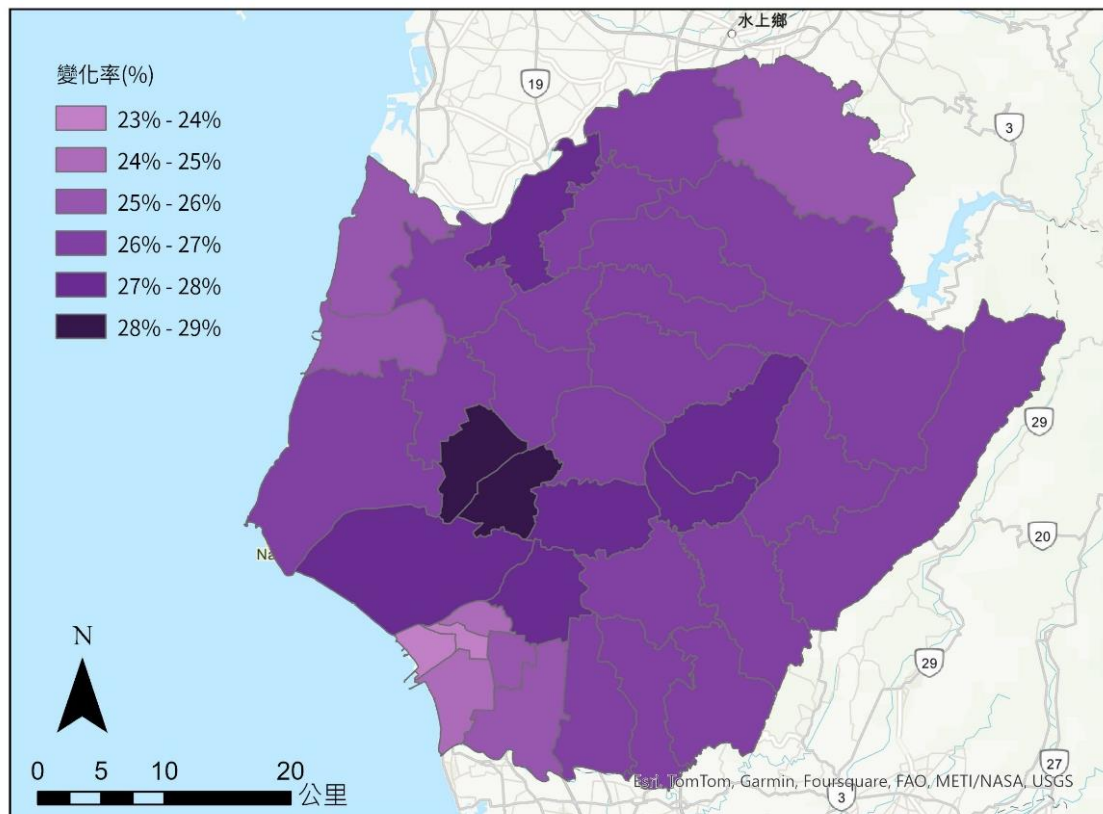 水上鄉
變化率(%)
23% - 24%
24% - 25%
25% - 26%
26% - 27%
27% - 28%
28% - 29%
19
3
29
20
Na
N
29
0 5 10 20
公里
27
3
Esri, TomTom, Garmin, Foursquare, FAO, METI/NASA, USGS